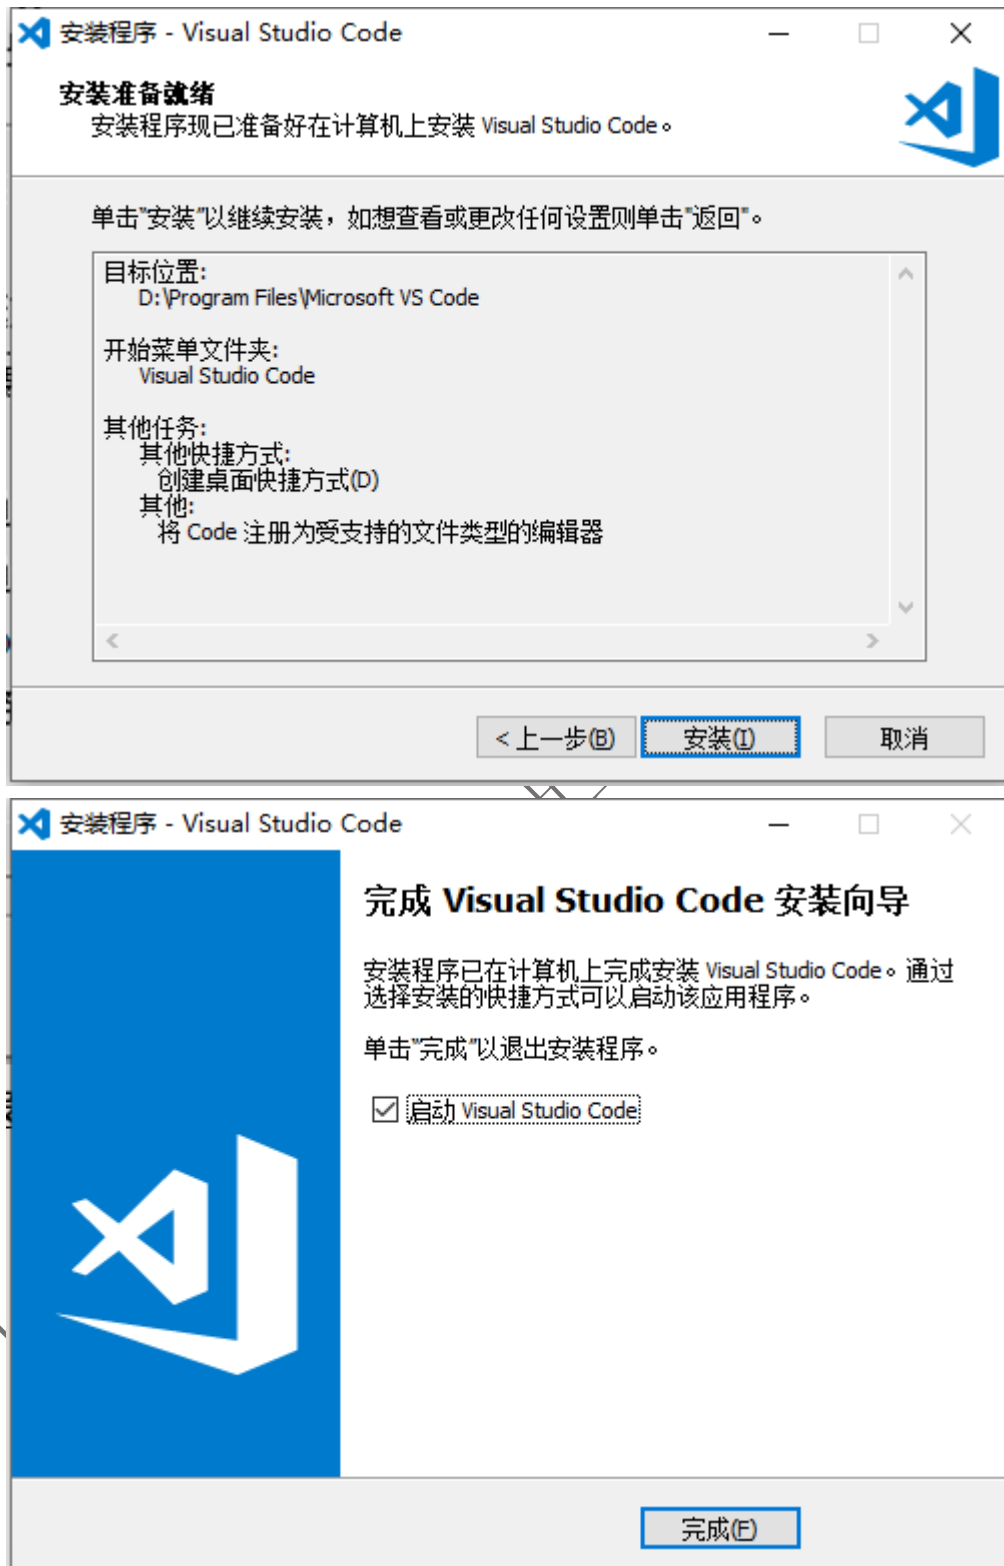 安装程序 - Visual Studio Code
安装准备就绪
安装程序现已准备好在计算机上安装 Visual Studio Code。
单击"安装"以继续安装，如想查看或更改任何设置则单击"返回"。
目标位置:
D:\Program Files\Microsoft VS Code
开始菜单文件夹:
Visual Studio Code
其他任务:
其他快捷方式:
创建桌面快捷方式(D)
其他:
将 Code 注册为受支持的文件类型的编辑器
< 上一步(B)
安装(I)
取消
安装程序 - Visual Studio Code
完成 Visual Studio Code 安装向导
安装程序已在计算机上完成安装 Visual Studio Code。通过
选择安装的快捷方式可以启动该应用程序。
单击"完成"以退出安装程序。
启动 Visual Studio Code
完成(F)